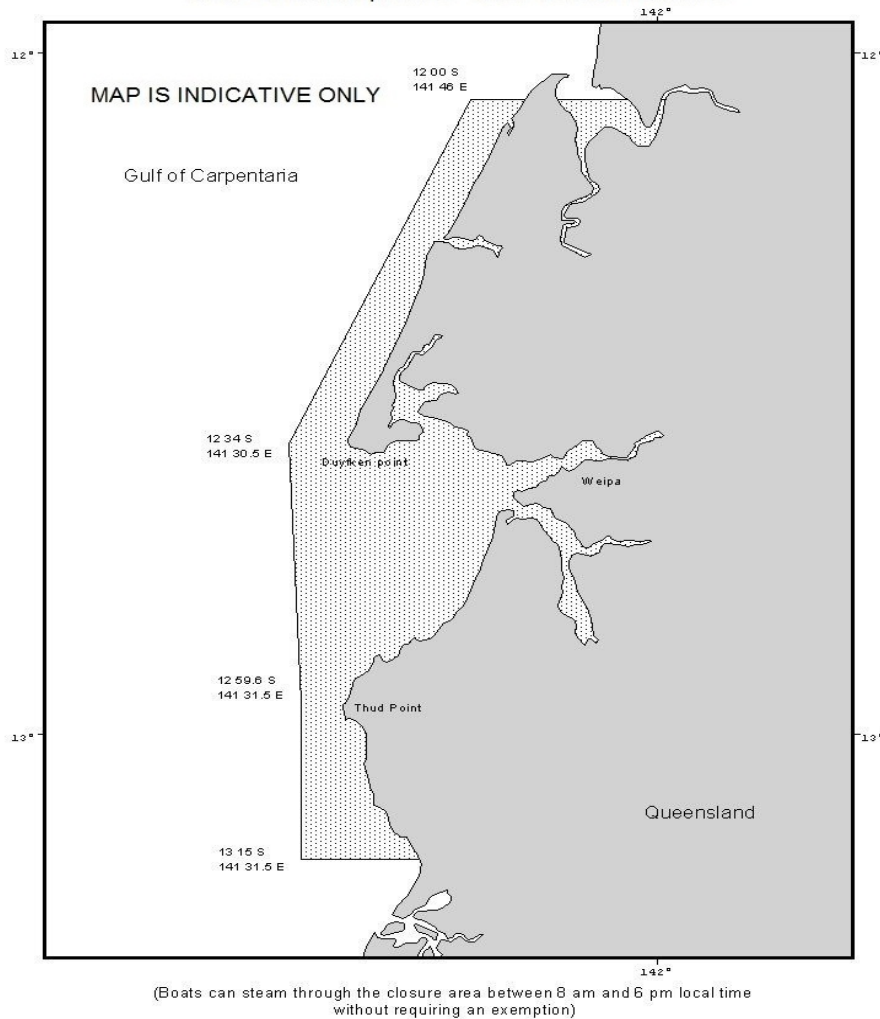 142°
12°
12°
12 00 S
141 46 E
MAP IS INDICATIVE ONLY
Gulf of Carpentaria
12 34 S
141 30.5 E
Duyfken point
Weipa
12 59.6 S
141 31.5 E
Thud Point
13°
13°
Queensland
13 15 S
141 31.5 E
142°
(Boats can steam through the closure area between 8 am and 6 pm local time
without requiring an exemption)